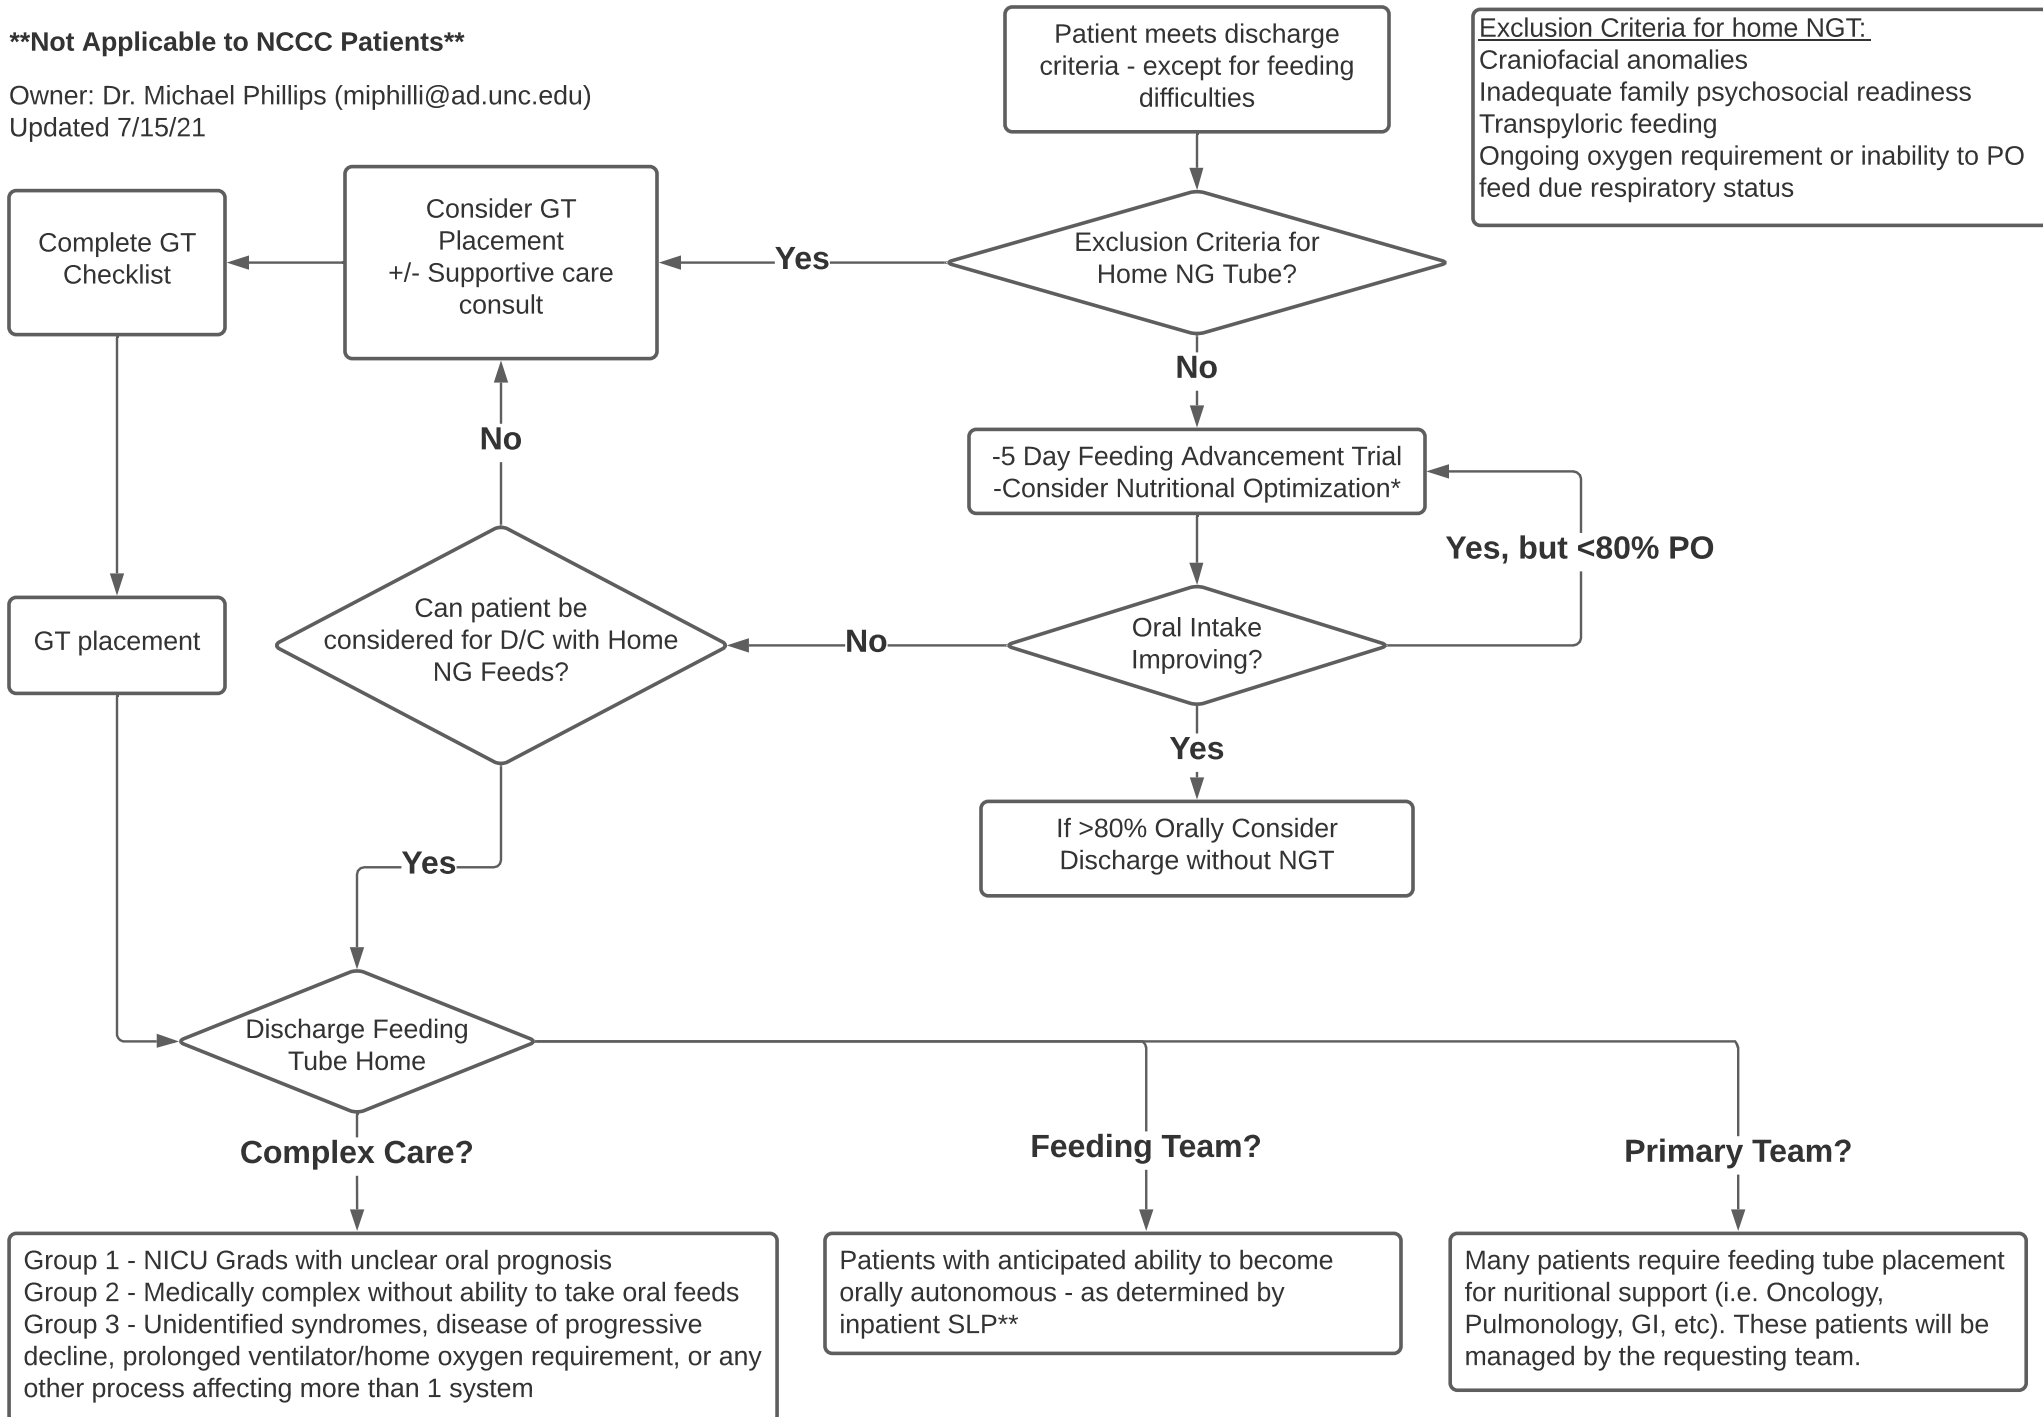 **Not Applicable to NCCC Patients**
Owner: Dr. Michael Phillips (miphilli@ad.unc.edu)
Updated 7/15/21
Patient meets discharge
criteria - except for feeding
difficulties
Exclusion Criteria for home NGT:
Craniofacial anomalies
Inadequate family psychosocial readiness
Transpyloric feeding
Ongoing oxygen requirement or inability to PO
feed due respiratory status
Complete GT
Checklist
Consider GT
Placement
+/- Supportive care
consult
Yes
Exclusion Criteria for
Home NG Tube?
No
No
-5 Day Feeding Advancement Trial
-Consider Nutritional Optimization*
Yes, but <80% PO
GT placement
Can patient be
considered for D/C with Home
NG Feeds?
No
Oral Intake
Improving?
Yes
If >80% Orally Consider
Discharge without NGT
Yes
Discharge Feeding
Tube Home
Complex Care?
Feeding Team?
Primary Team?
Group 1 - NICU Grads with unclear oral prognosis
Group 2 - Medically complex without ability to take oral feeds
Group 3 - Unidentified syndromes, disease of progressive
decline, prolonged ventilator/home oxygen requirement, or any
other process affecting more than 1 system
Patients with anticipated ability to become
orally autonomous - as determined by
inpatient SLP**
Many patients require feeding tube placement
for nuritional support (i.e. Oncology,
Pulmonology, GI, etc). These patients will be
managed by the requesting team.